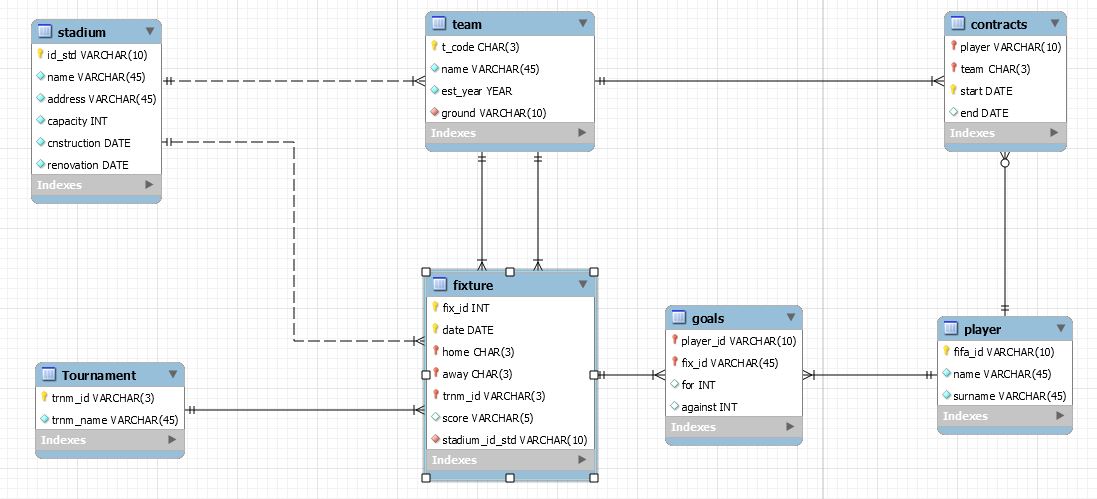 stadium
id_std VARCHAR(10)
name VARCHAR(45)
address VARCHAR(45)
capacity INT
cnstruction DATE
renovation DATE
Indexes
team
t_code CHAR(3)
name VARCHAR(45)
est_year YEAR
ground VARCHAR(10)
Indexes
contracts
player VARCHAR(10)
team CHAR(3)
start DATE
end DATE
Indexes
Tournament
trnm_id VARCHAR(3)
trnm_name VARCHAR(45)
Indexes
fixture
fix_id INT
date DATE
home CHAR(3)
away CHAR(3)
trnm_id VARCHAR(3)
score VARCHAR(5)
stadium_id_std VARCHAR(10)
Indexes
goals
player_id VARCHAR(10)
fix_id VARCHAR(45)
for INT
against INT
Indexes
player
fifa_id VARCHAR(10)
name VARCHAR(45)
surname VARCHAR(45)
Indexes